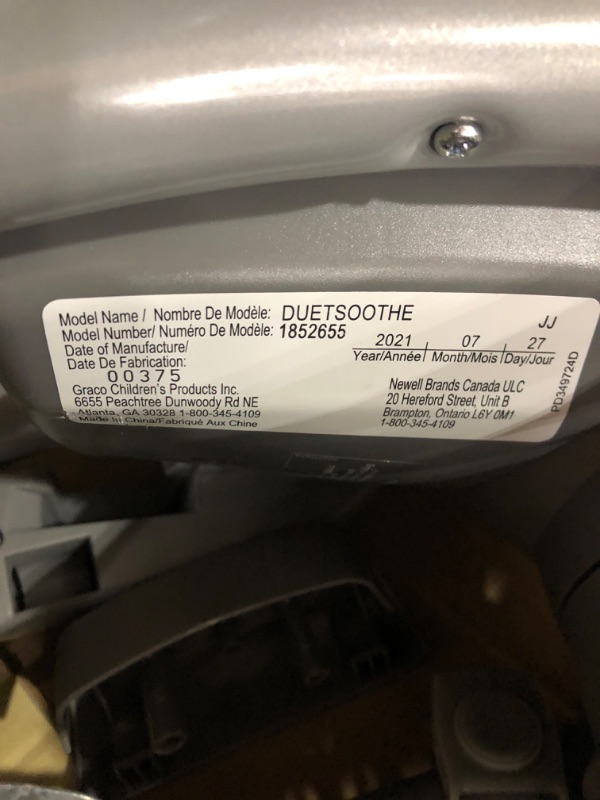 Model Name / Nombre De Modèle: DUETSOOTHE
Model Number/ Numéro De Modèle: 1852655
JJ
Date of Manufacture/
Date De Fabrication:
2021 07 27
Year/Année Month/Mois Day/Jour
00375
Graco Children's Products Inc.
6655 Peachtree Dunwoody Rd NE
Atlanta, GA 30328 1-800-345-4109
Made In China/Fabriqué Aux Chine
Newell Brands Canada ULC
20 Hereford Street, Unit B
Brampton, Ontario L6Y 0M1
1-800-345-4109
PD349724D